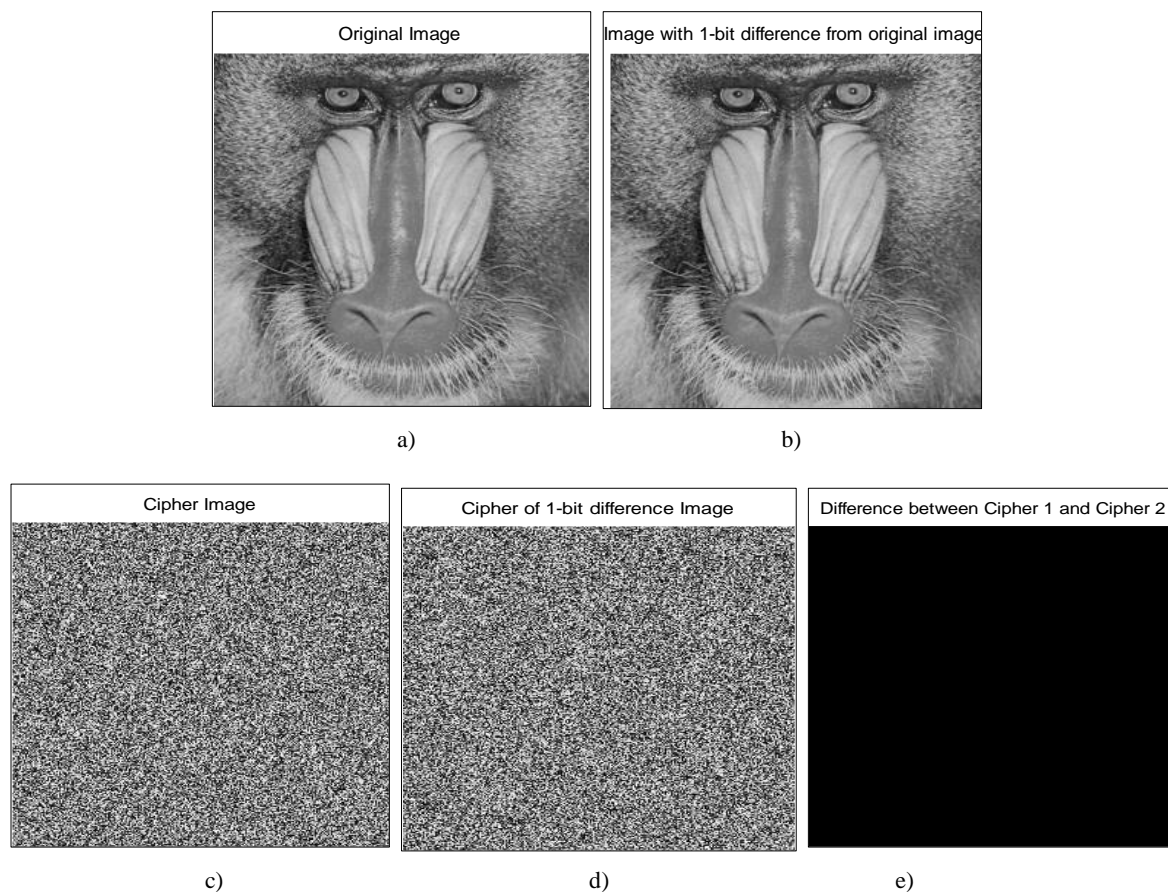 Original Image
Image with 1-bit difference from original image
a)
b)
Cipher Image
Cipher of 1-bit difference Image
Difference between Cipher 1 and Cipher 2
c)
d)
e)